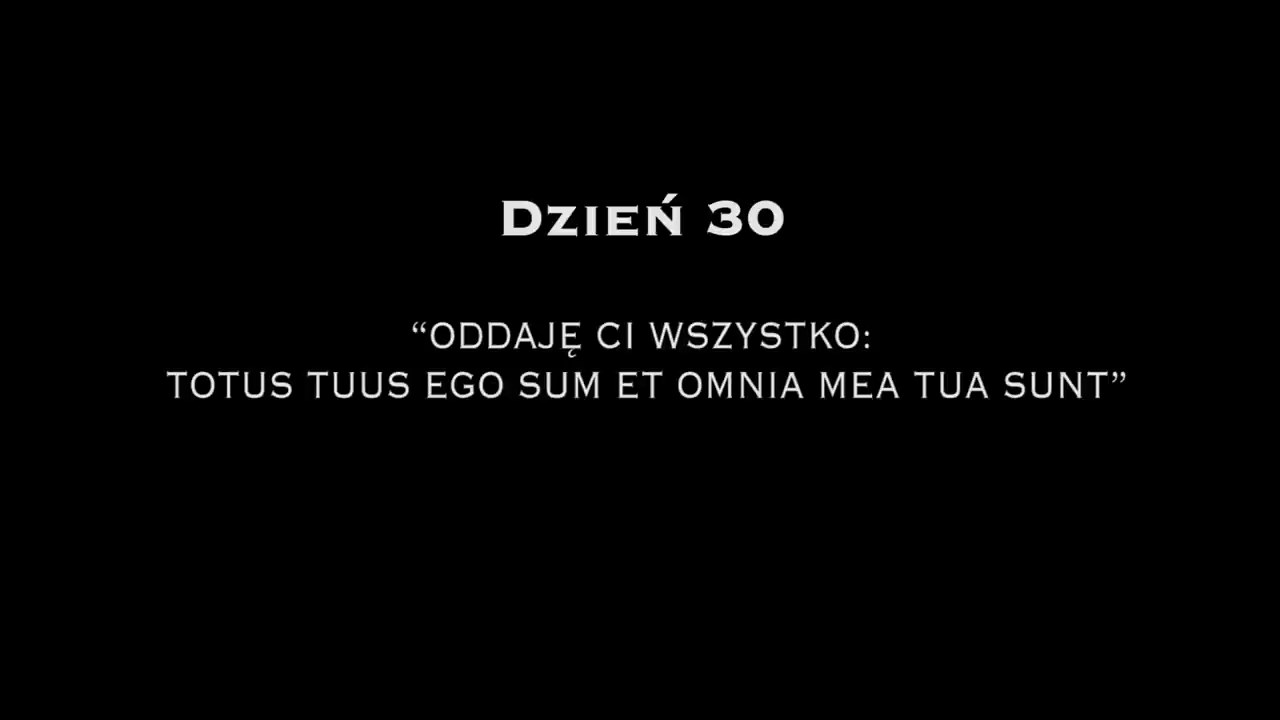 Dzień 30
“ODDAJĘ CI WSZYSTKO:
TOTUS TUUS EGO SUM ET OMNIA MEA TUA SUNT”